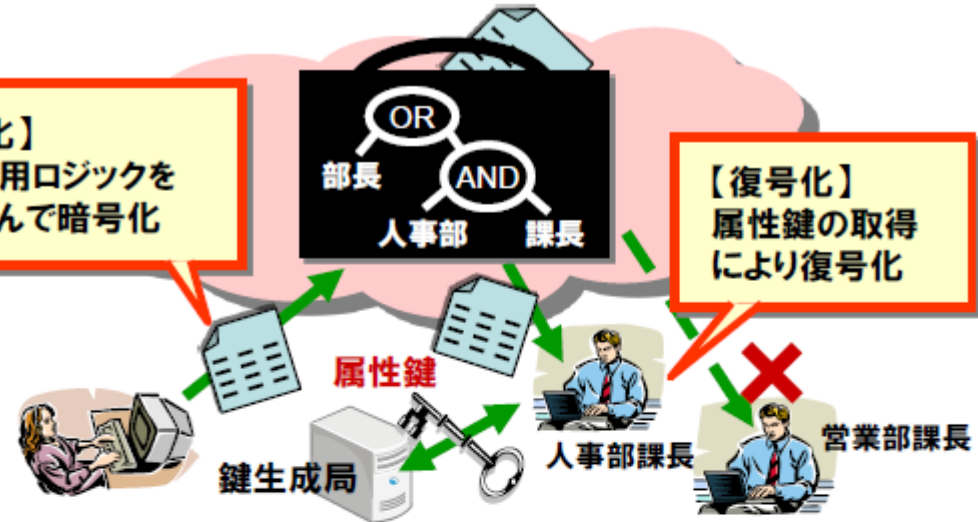 化】
用ロジックを
んで暗号化
OR
部長
AND
人事部
課長
【復号化】
属性鍵の取得
により復号化
属性鍵
鍵生成局
人事部課長
営業部課長